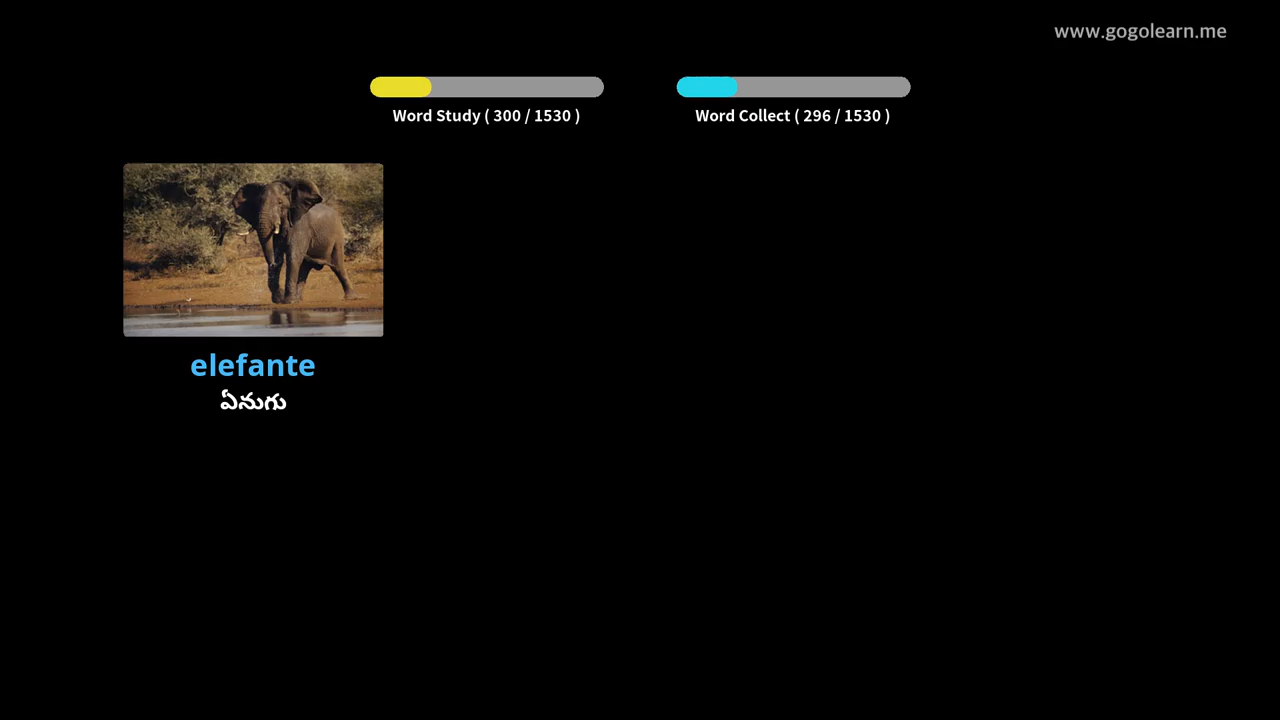 www.gogolearn.me
Word Study ( 300 / 1530 )
Word Collect ( 296 / 1530 )
elefante
ఏనుగు